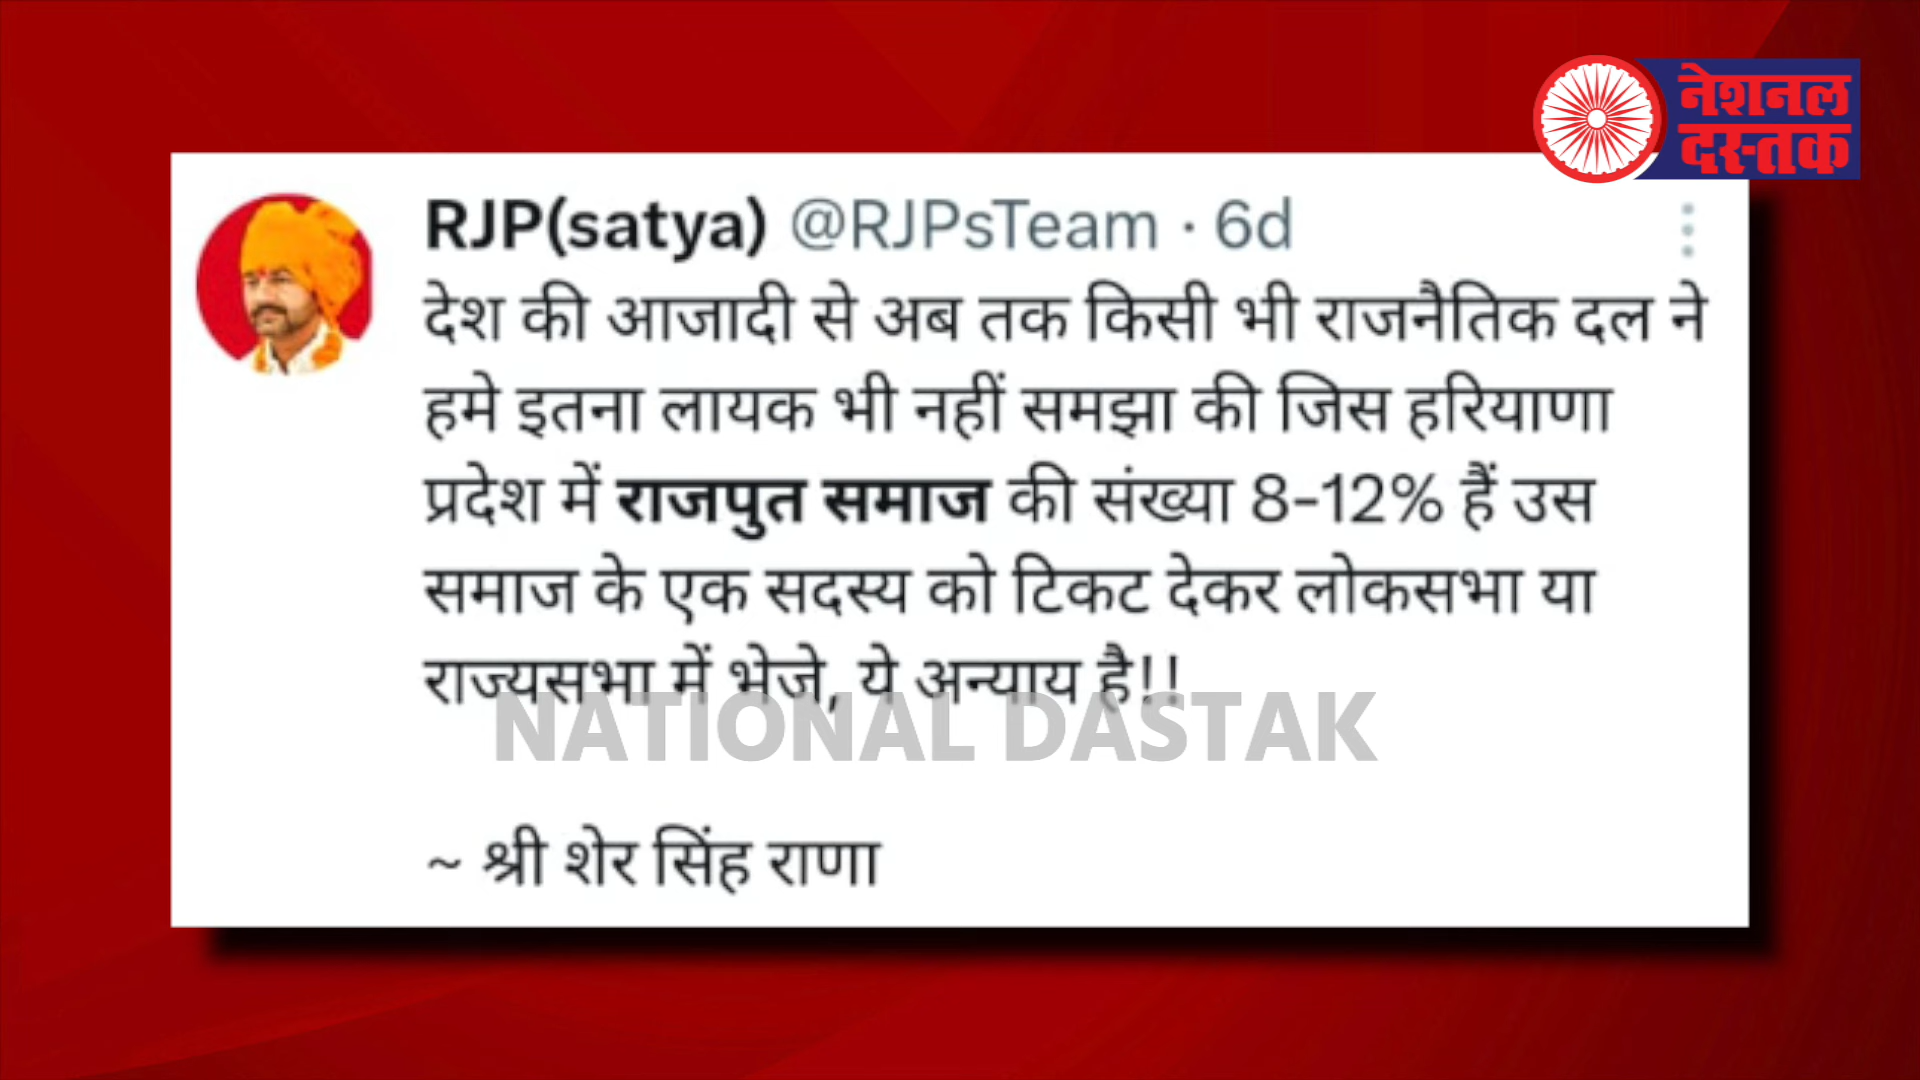 नेशनल
दस्तक
RJP(satya) @RJPsTeam · 6d
देश की आजादी से अब तक किसी भी राजनैतिक दल ने
हमे इतना लायक भी नहीं समझा की जिस हरियाणा
प्रदेश में राजपुत समाज की संख्या 8-12% हैं उस
समाज के एक सदस्य को टिकट देकर लोकसभा या
राज्यसभा में भेजे, ये अन्याय है!!
NATIONAL DASTAK
~ श्री शेर सिंह राणा